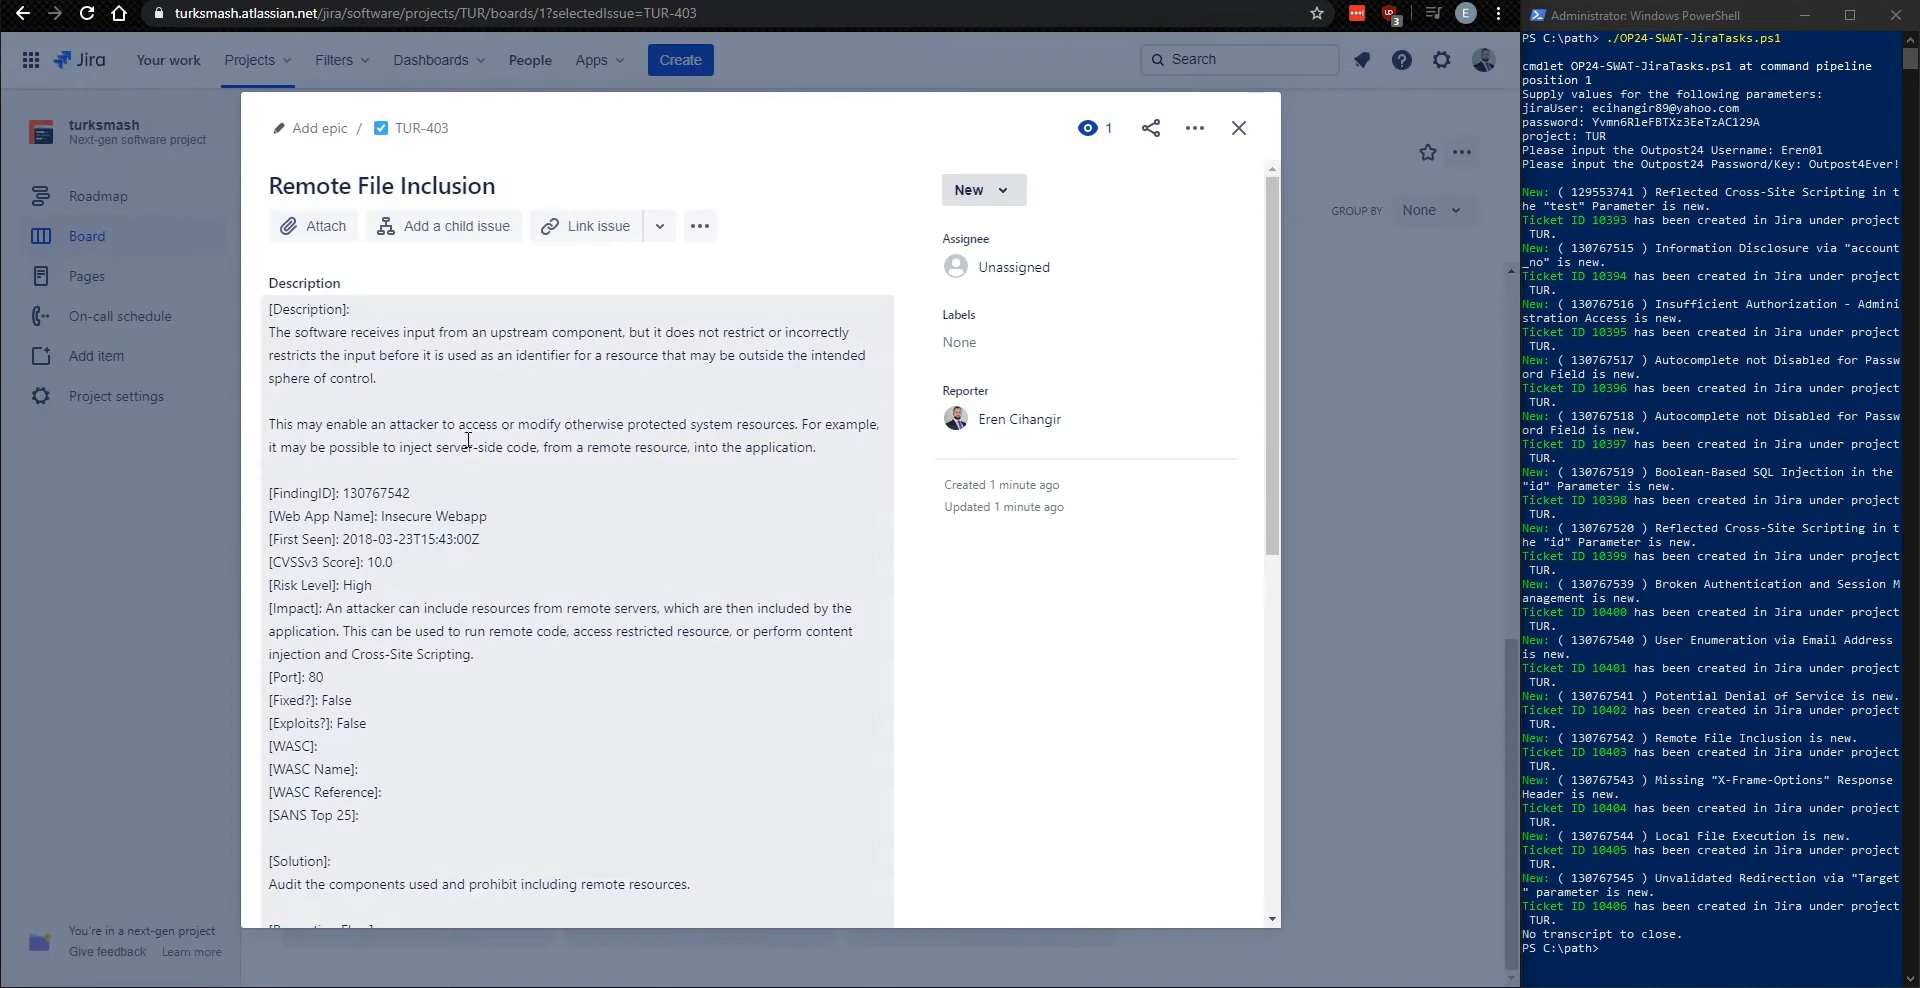 turksmash.atlassian.net/jira/software/projects/TUR/boards/1?selectedIssue=TUR-403
3
E
Jira
Your work
Projects
Filters
Dashboards
People
Apps
Create
Search
turksmash
Next-gen software project
Roadmap
Board
Pages
On-call schedule
Add item
Project settings
You're in a next-gen project
Give feedback
Learn more
GROUP BY
None
Add epic
/
TUR-403
1
Remote File Inclusion
Attach
Add a child issue
Link issue
Description
[Description]:
The software receives input from an upstream component, but it does not restrict or incorrectly
restricts the input before it is used as an identifier for a resource that may be outside the intended
sphere of control.
This may enable an attacker to access or modify otherwise protected system resources. For example,
it may be possible to inject server-side code, from a remote resource, into the application.
[FindingID]: 130767542
[Web App Name]: Insecure Webapp
[First Seen]: 2018-03-23T15:43:00Z
[CVSSv3 Score]: 10.0
[Risk Level]: High
[Impact]: An attacker can include resources from remote servers, which are then included by the
application. This can be used to run remote code, access restricted resource, or perform content
injection and Cross-Site Scripting.
[Port]: 80
[Fixed?]: False
[Exploits?]: False
[WASC]:
[WASC Name]:
[WASC Reference]:
[SANS Top 25]:
[Solution]:
Audit the components used and prohibit including remote resources.
New
Assignee
Unassigned
Labels
None
Reporter
Eren Cihangir
Created 1 minute ago
Updated 1 minute ago
Administrator: Windows PowerShell
PS C:\path> ./OP24-SWAT-JiraTasks.ps1
cmdlet OP24-SWAT-JiraTasks.ps1 at command pipeline
position 1
Supply values for the following parameters:
jiraUser: ecihangir89@yahoo.com
password: Yvmn6RleFBTXz3EeTzAC129A
project: TUR
Please input the Outpost24 Username: Eren01
Please input the Outpost24 Password/Key: Outpost4Ever!
New: ( 129553741 ) Reflected Cross-Site Scripting in t
he "test" Parameter is new.
Ticket ID 10393 has been created in Jira under project
TUR.
New: ( 130767515 ) Information Disclosure via "account
_no" is new.
Ticket ID 10394 has been created in Jira under project
TUR.
New: ( 130767516 ) Insufficient Authorization - Admini
stration Access is new.
Ticket ID 10395 has been created in Jira under project
TUR.
New: ( 130767517 ) Autocomplete not Disabled for Passw
ord Field is new.
Ticket ID 10396 has been created in Jira under project
TUR.
New: ( 130767518 ) Autocomplete not Disabled for Passw
ord Field is new.
Ticket ID 10397 has been created in Jira under project
TUR.
New: ( 130767519 ) Boolean-Based SQL Injection in the
"id" Parameter is new.
Ticket ID 10398 has been created in Jira under project
TUR.
New: ( 130767520 ) Reflected Cross-Site Scripting in t
he "id" Parameter is new.
Ticket ID 10399 has been created in Jira under project
TUR.
New: ( 130767539 ) Broken Authentication and Session M
anagement is new.
Ticket ID 10400 has been created in Jira under project
TUR.
New: ( 130767540 ) User Enumeration via Email Address
is new.
Ticket ID 10401 has been created in Jira under project
TUR.
New: ( 130767541 ) Potential Denial of Service is new.
Ticket ID 10402 has been created in Jira under project
TUR.
New: ( 130767542 ) Remote File Inclusion is new.
Ticket ID 10403 has been created in Jira under project
TUR.
New: ( 130767543 ) Missing "X-Frame-Options" Response
Header is new.
Ticket ID 10404 has been created in Jira under project
TUR.
New: ( 130767544 ) Local File Execution is new.
Ticket ID 10405 has been created in Jira under project
TUR.
New: ( 130767545 ) Unvalidated Redirection via "Target
" parameter is new.
Ticket ID 10406 has been created in Jira under project
TUR.
No transcript to close.
PS C:\path>